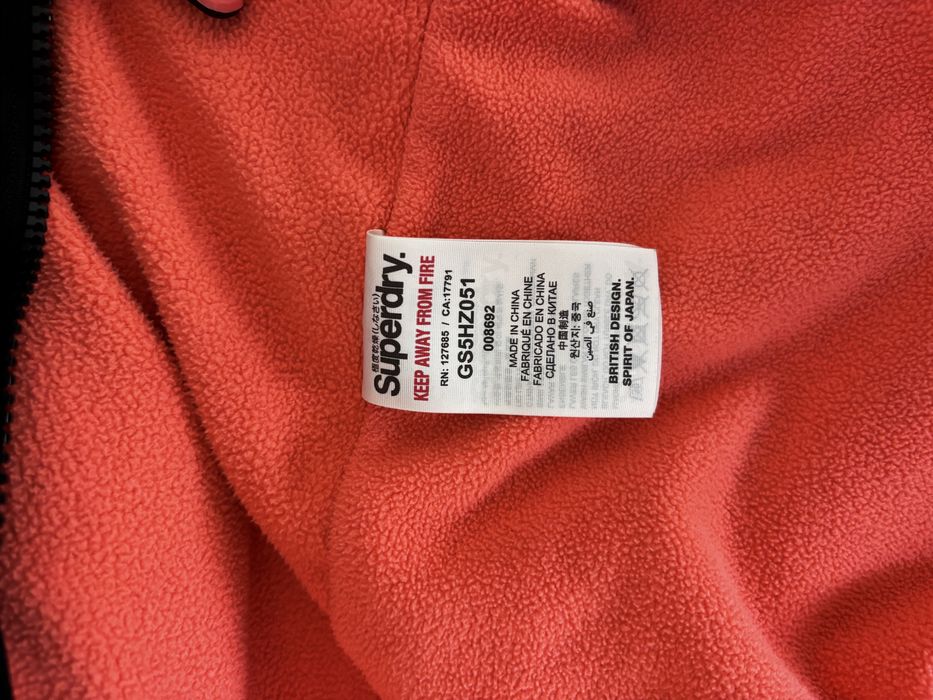 極度乾燥(しなさい)
Superdry.
KEEP AWAY FROM FIRE
RN: 127685 / CA:17791
GS5HZ051
008692
MADE IN CHINA
FABRIQUÉ EN CHINE
FABRICADO EN CHINA
СДЕЛАНО В КИТАЕ
中国制造
원산지: 중국
صنع في الصين
BRITISH DESIGN.
SPIRIT OF JAPAN.